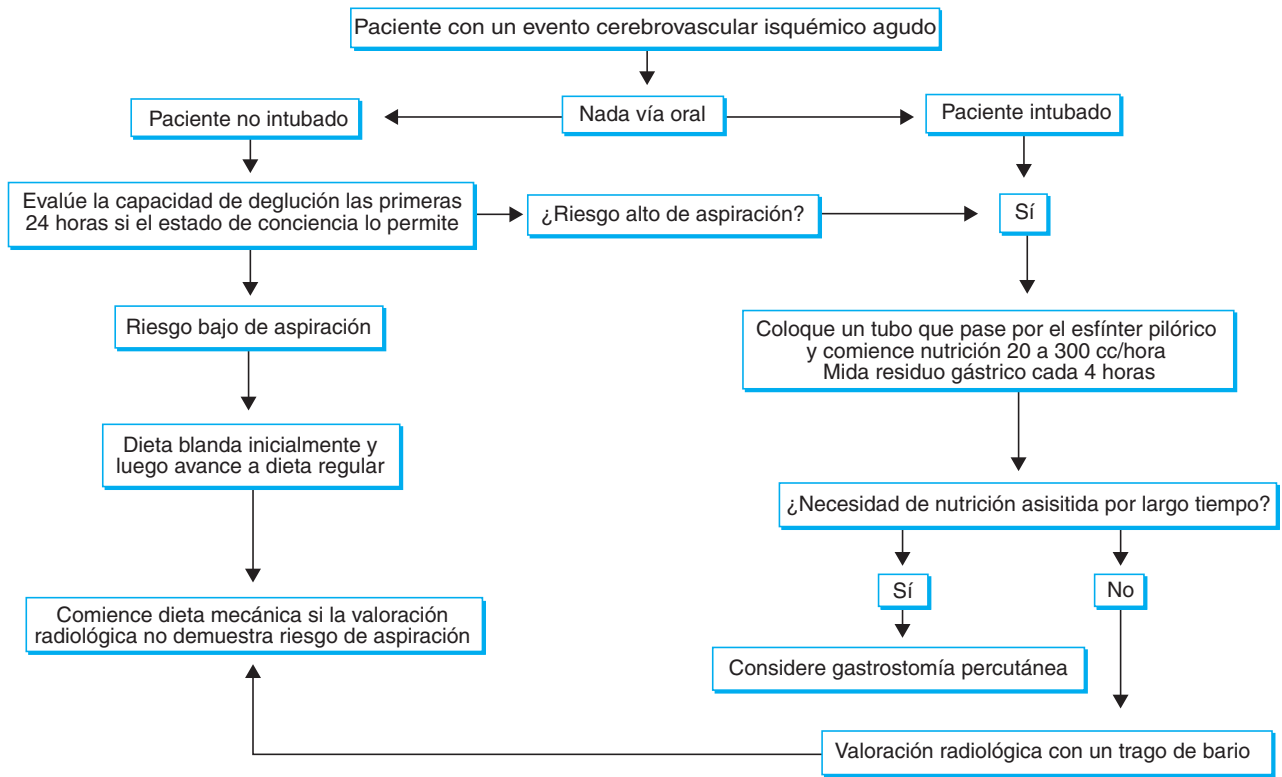 Paciente con un evento cerebrovascular isquémico agudo
Nada vía oral
Paciente no intubado
Paciente intubado
Evalúe la capacidad de deglución las primeras
24 horas si el estado de conciencia lo permite
¿Riesgo alto de aspiración?
Sí
Riesgo bajo de aspiración
Coloque un tubo que pase por el esfínter pilórico
y comience nutrición 20 a 300 cc/hora
Mida residuo gástrico cada 4 horas
Dieta blanda inicialmente y
luego avance a dieta regular
¿Necesidad de nutrición asisitida por largo tiempo?
Sí
No
Comience dieta mecánica si la valoración
radiológica no demuestra riesgo de aspiración
Considere gastrostomía percutánea
Valoración radiológica con un trago de bario